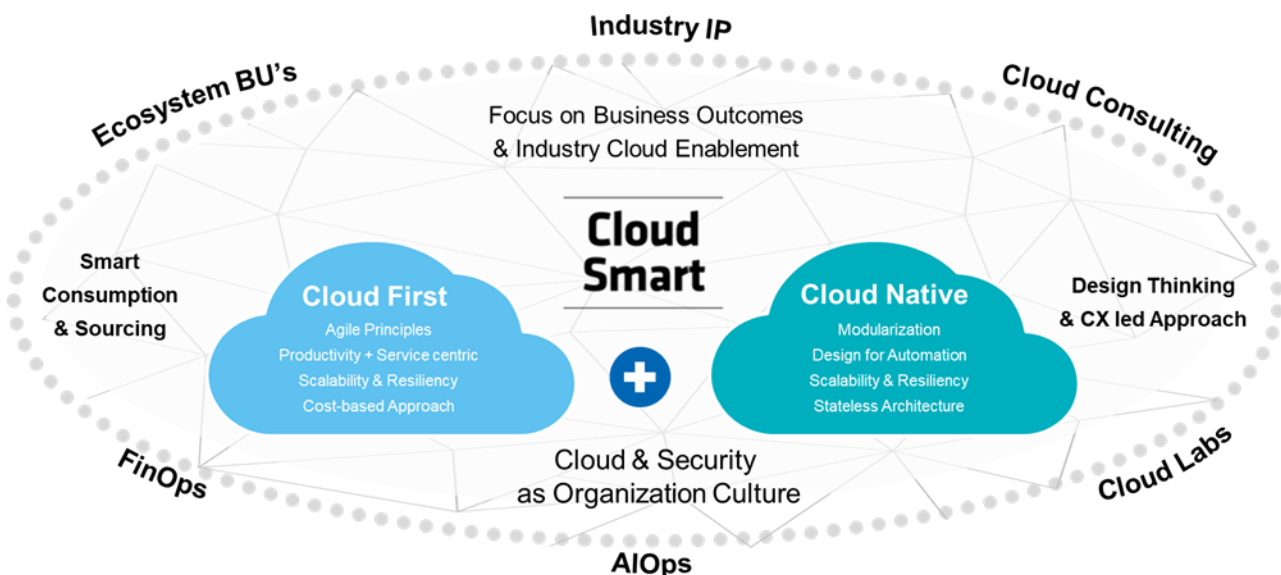 Industry IP
Ecosystem BU's
Cloud Consulting
Focus on Business Outcomes
& Industry Cloud Enablement
Cloud
Smart
Smart
Consumption
& Sourcing
Cloud First
Agile Principles
Productivity + Service centric
Scalability & Resiliency
Cost-based Approach
Cloud Native
Modularization
Design for Automation
Scalability & Resiliency
Stateless Architecture
Design Thinking
& CX led Approach
Cloud & Security
as Organization Culture
FinOps
Cloud Labs
AIOps